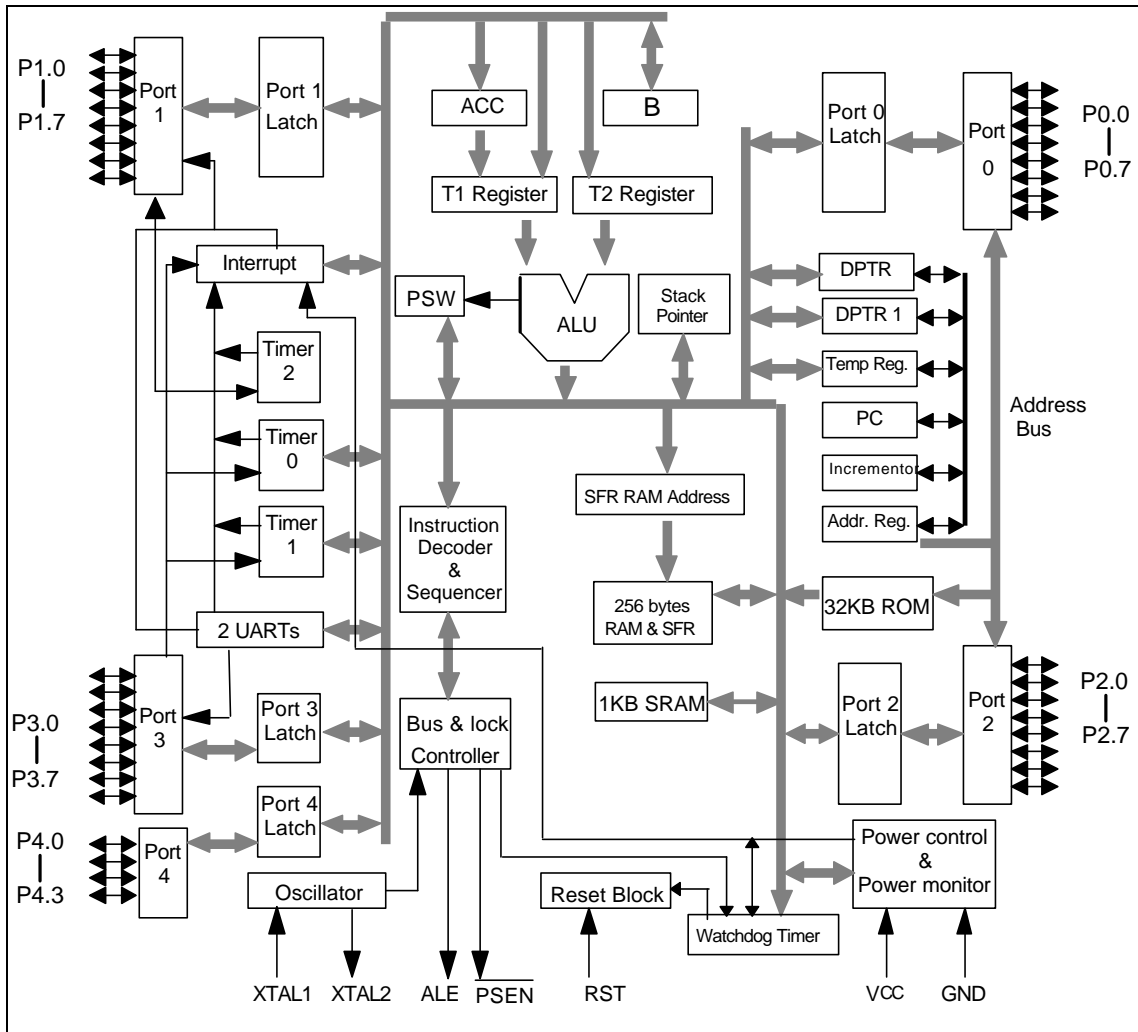 P1.0
P1.7
Port
1
Port 1
Latch
ACC
B
T1 Register
T2 Register
Port 0
Latch
Port
0
P0.0
P0.7
Interrupt
PSW
ALU
Stack
Pointer
DPTR
DPTR 1
Temp Reg.
PC
Incrementor
Addr. Reg.
Address
Bus
Timer
2
Timer
0
Timer
1
2 UARTs
Instruction
Decoder
&
Sequencer
SFR RAM Address
256 bytes
RAM & SFR
32KB ROM
1KB SRAM
P3.0
P3.7
Port
3
Port 3
Latch
Bus & lock
Controller
Port 2
Latch
Port
2
P2.0
P2.7
P4.0
P4.3
Port
4
Port 4
Latch
Oscillator
Reset Block
Watchdog Timer
Power control
&
Power monitor
XTAL1
XTAL2
ALE
PSEN
RST
VCC
GND